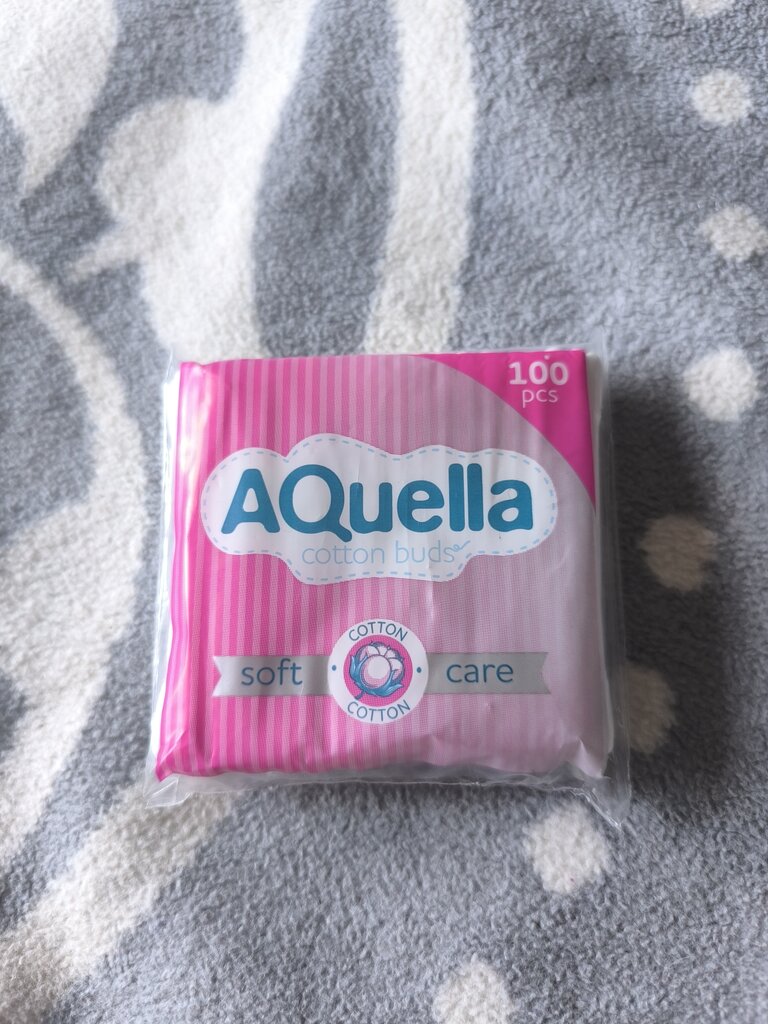 100
pcs
AQuella
cotton buds
COTTON
soft care
COTTON